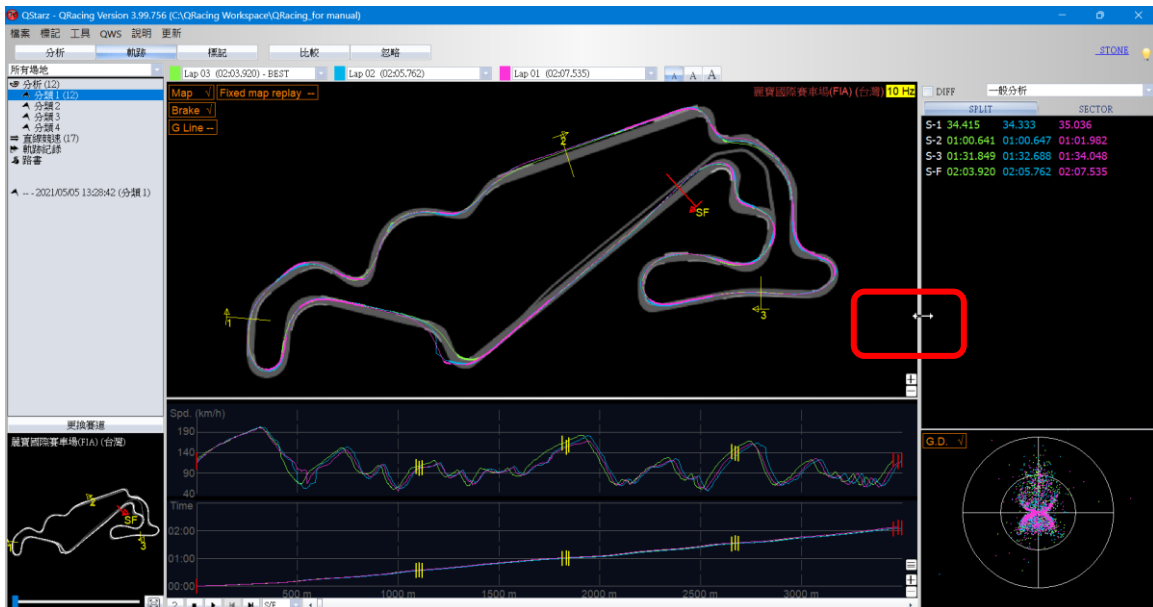 QStarz - QRacing Version 3.99.756 (C:\QRacing Workspace\QRacing_for manual)
檔案 標記 工具 QWS 說明 更新
分析 軌跡 標記 比較 忽略
STONE
所有場地
Lap 03 (02:03.920) - BEST
Lap 02 (02:05.762)
Lap 01 (02:07.535)
A A A
分析 (12)
分類 1 (12)
分類 2
分類 3
分類 4
直線競速 (17)
軌跡紀錄
路書
-- - 2021/05/05 13:28:42 (分類 1)
更換賽道
麗寶國際賽車場(FIA) (台灣)
SF
1
2
3
Map √ Fixed map replay --
Brake √
G Line --
麗寶國際賽車場(FIA) (台灣) 10 Hz
2
SF
3
1
+
−
Spd. (km/h)
190
140
90
40
Time
02:00
01:00
00:00
500 m 1000 m 1500 m 2000 m 2500 m 3000 m
=
+
−
? S/F
DIFF 一般分析
SPLIT SECTOR
S-1 34.415 34.333 35.036
S-2 01:00.641 01:00.647 01:01.982
S-3 01:31.849 01:32.688 01:34.048
S-F 02:03.920 02:05.762 02:07.535
G.D. √